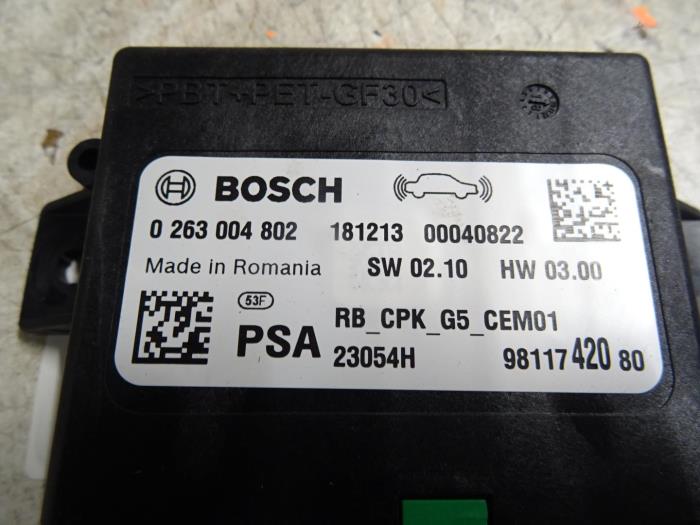 >PBT+PET-GF30<
BOSCH
0 263 004 802 181213 00040822
Made in Romania SW 02.10 HW 03.00
53F
PSA RB_CPK_G5_CEM01
23054H 98117 420 80